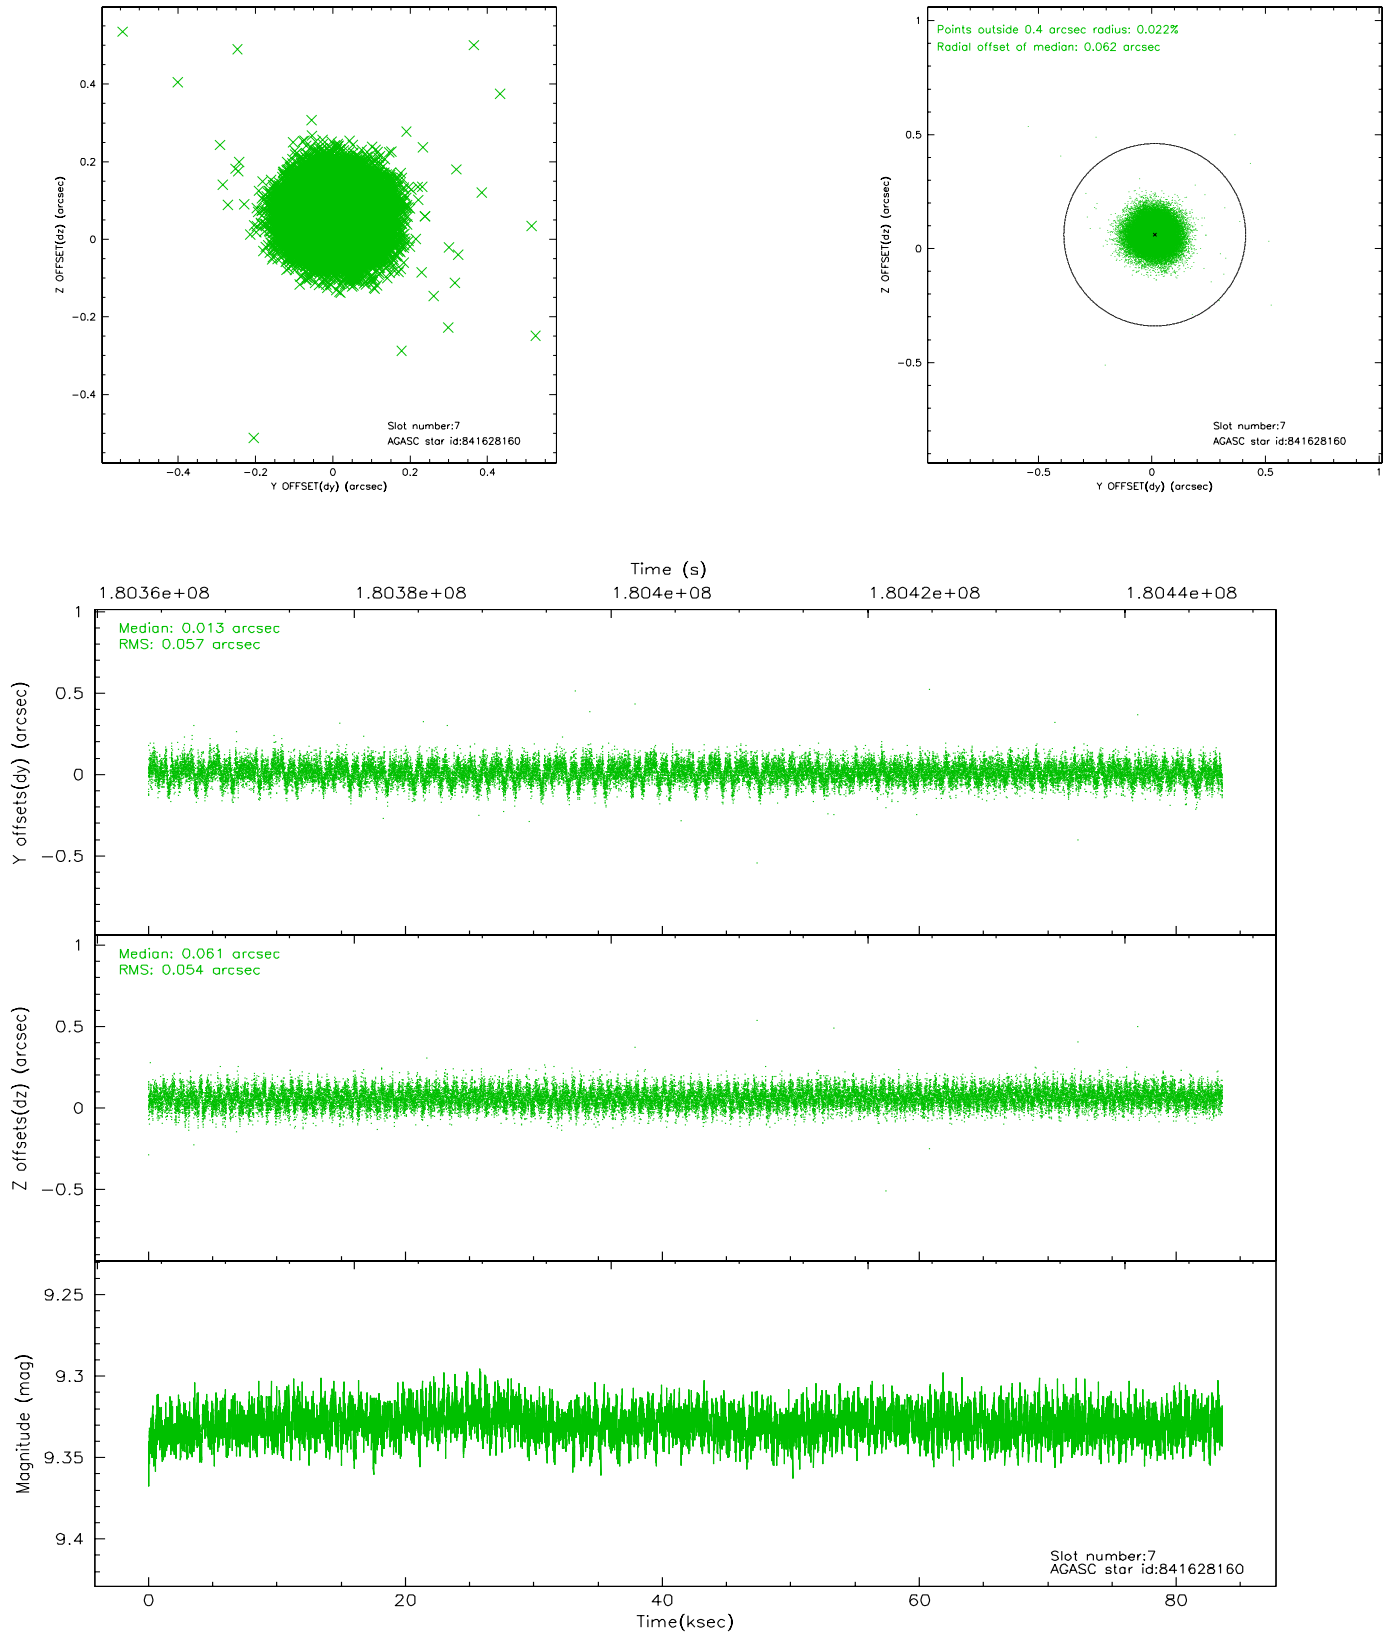 0.4
0.2
0
−0.2
−0.4
Z OFFSET(dz) (arcsec)
Slot number:7
AGASC star id:841628160
−0.4 −0.2 0 0.2 0.4
Y OFFSET(dy) (arcsec)
Points outside 0.4 arcsec radius: 0.022%
Radial offset of median: 0.062 arcsec
1
0.5
0
−0.5
Z OFFSET(dz) (arcsec)
Slot number:7
AGASC star id:841628160
−0.5 0 0.5 1
Y OFFSET(dy) (arcsec)
Time (s)
1.8036e+08 1.8038e+08 1.804e+08 1.8042e+08 1.8044e+08
Median: 0.013 arcsec
RMS: 0.057 arcsec
1
0.5
0
−0.5
Y offsets(dy) (arcsec)
Median: 0.061 arcsec
RMS: 0.054 arcsec
1
0.5
0
−0.5
Z offsets(dz) (arcsec)
9.25
9.3
9.35
9.4
Magnitude (mag)
Slot number:7
AGASC star id:841628160
0 20 40 60 80
Time(ksec)